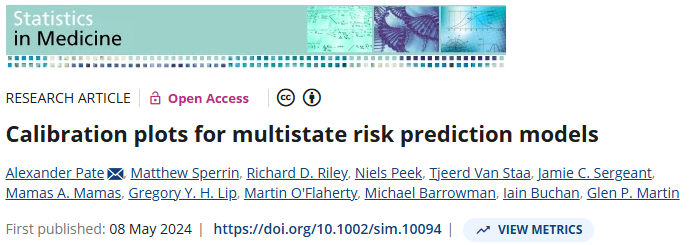 Statistics
in Medicine
RESEARCH ARTICLE Open Access
Calibration plots for multistate risk prediction models
Alexander Pate, Matthew Sperrin, Richard D. Riley, Niels Peek, Tjeerd Van Staa, Jamie C. Sergeant,
Mamas A. Mamas, Gregory Y. H. Lip, Martin O'Flaherty, Michael Barrowman, Iain Buchan, Glen P. Martin
First published: 08 May 2024 | https://doi.org/10.1002/sim.10094 | VIEW METRICS